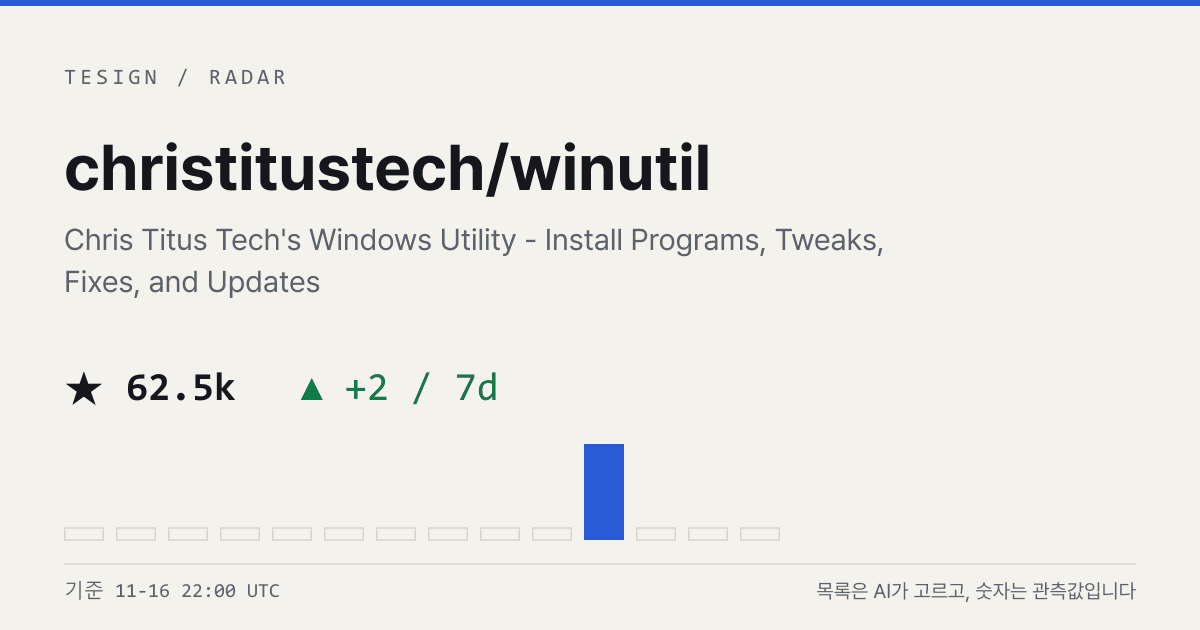 TESIGN / RADAR
christitustech/winutil
Chris Titus Tech's Windows Utility - Install Programs, Tweaks,
Fixes, and Updates
★ 62.5k ▲ +2 / 7d
기준 11-16 22:00 UTC
목록은 AI가 고르고, 숫자는 관측값입니다